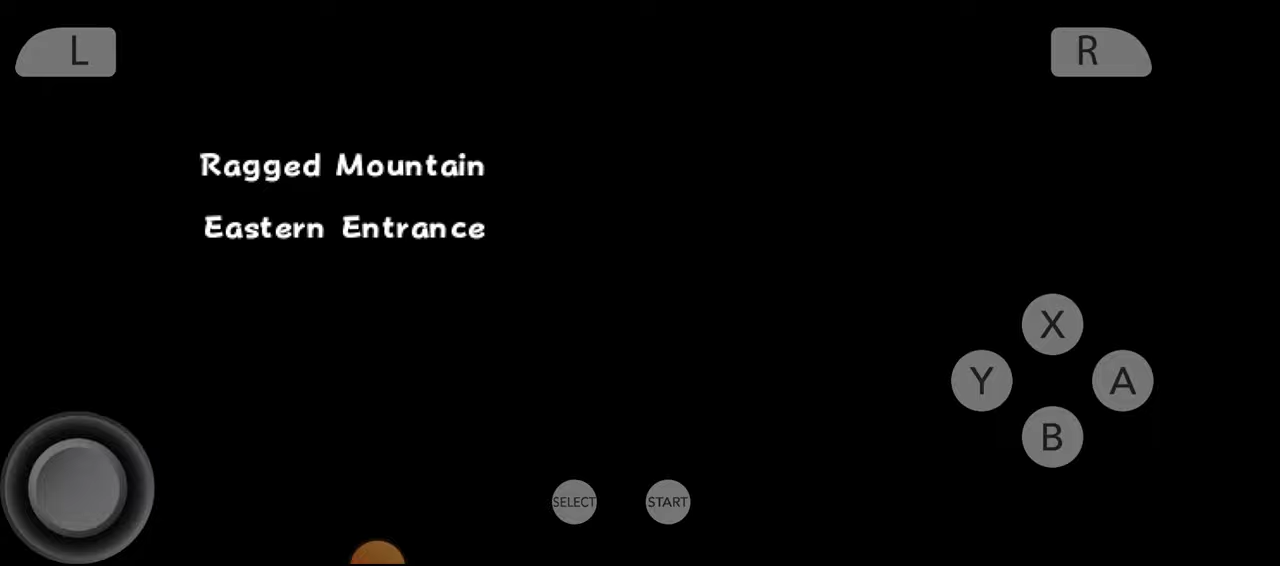 L R
Ragged Mountain
Eastern Entrance
X
Y A
B
SELECT START